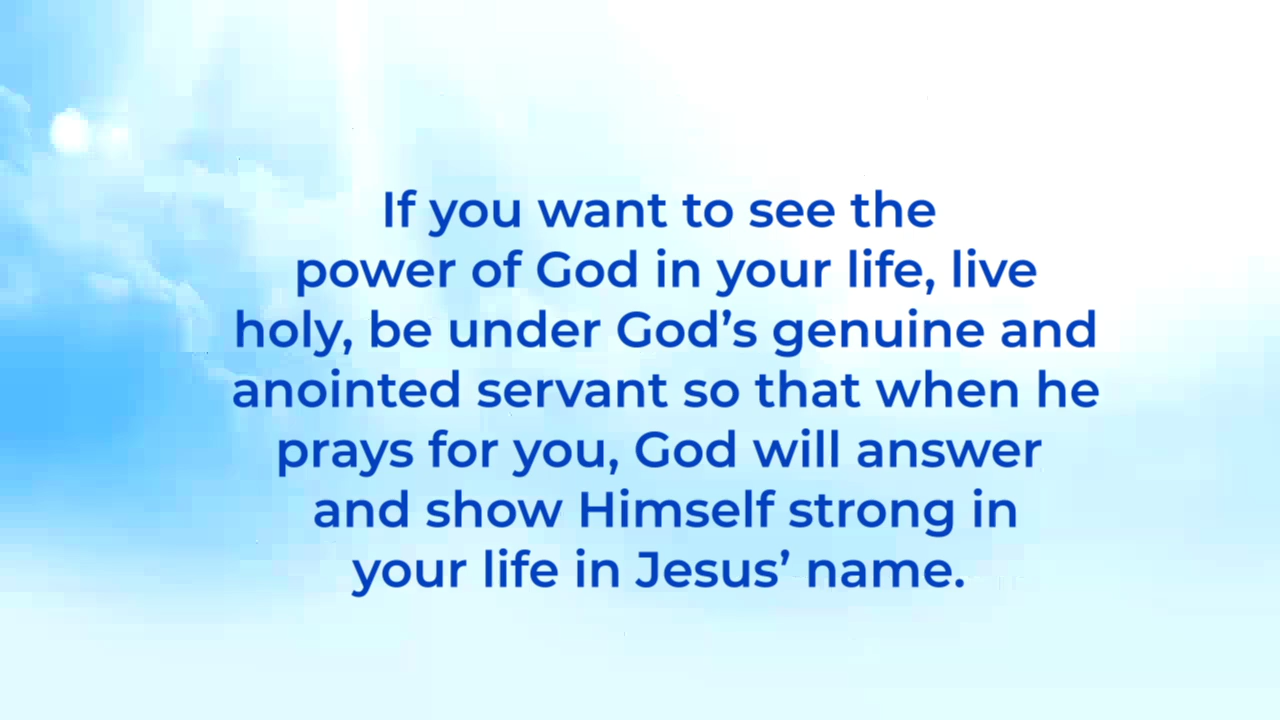 If you want to see the
power of God in your life, live
holy, be under God’s genuine and
anointed servant so that when he
prays for you, God will answer
and show Himself strong in
your life in Jesus’ name.